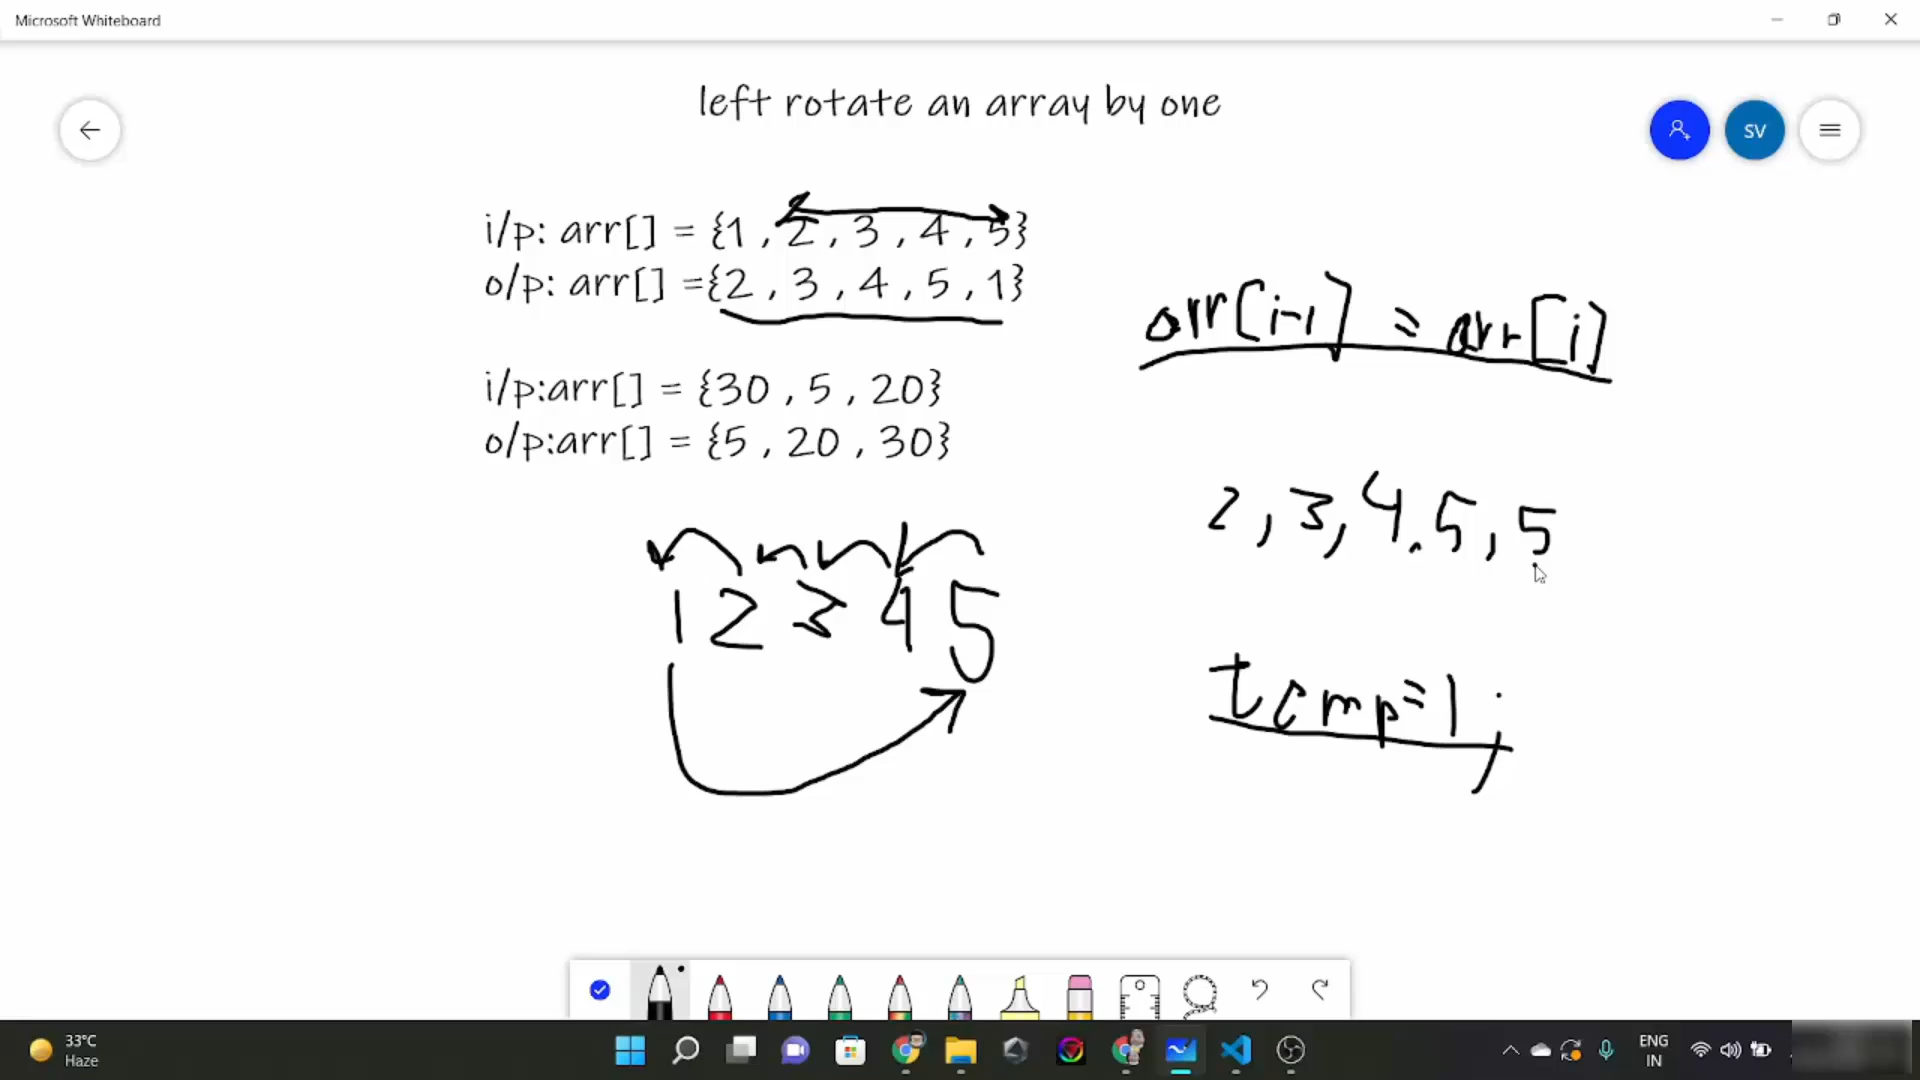 Microsoft Whiteboard
left rotate an array by one
SV
i/p: arr[] = {1 , 2 , 3 , 4 , 5}
o/p: arr[] ={2 , 3 , 4 , 5 , 1}
arr[i-1] = arr[i]
i/p:arr[] = {30 , 5 , 20}
o/p:arr[] = {5 , 20 , 30}
2 , 3 , 4 . 5 , 5
1 2 3 4 5
temp=1;
33°C
Haze
ENG
IN